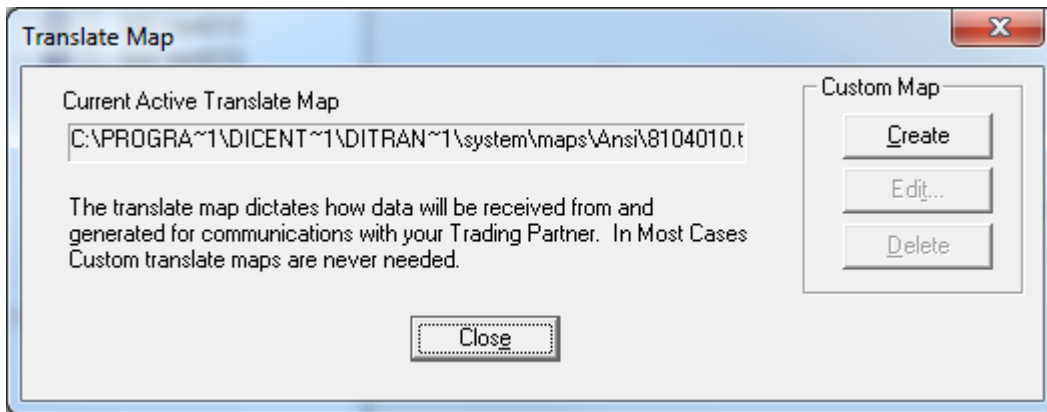 Translate Map
Current Active Translate Map
C:\PROGRA~1\DICENT~1\DITRAN~1\system\maps\Ansi\8104010.t
The translate map dictates how data will be received from and
generated for communications with your Trading Partner. In Most Cases
Custom translate maps are never needed.
Custom Map
Create
Edit...
Delete
Close